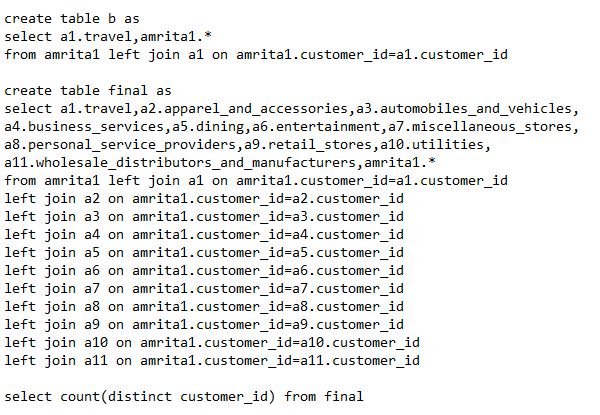 create table b as
select a1.travel,amrita1.*
from amrita1 left join a1 on amrita1.customer_id=a1.customer_id
create table final as
select a1.travel,a2.apparel_and_accessories,a3.automobiles_and_vehicles,
a4.business_services,a5.dining,a6.entertainment,a7.miscellaneous_stores,
a8.personal_service_providers,a9.retail_stores,a10.utilities,
a11.wholesale_distributors_and_manufacturers,amrita1.*
from amrita1 left join a1 on amrita1.customer_id=a1.customer_id
left join a2 on amrita1.customer_id=a2.customer_id
left join a3 on amrita1.customer_id=a3.customer_id
left join a4 on amrita1.customer_id=a4.customer_id
left join a5 on amrita1.customer_id=a5.customer_id
left join a6 on amrita1.customer_id=a6.customer_id
left join a7 on amrita1.customer_id=a7.customer_id
left join a8 on amrita1.customer_id=a8.customer_id
left join a9 on amrita1.customer_id=a9.customer_id
left join a10 on amrita1.customer_id=a10.customer_id
left join a11 on amrita1.customer_id=a11.customer_id
select count(distinct customer_id) from final